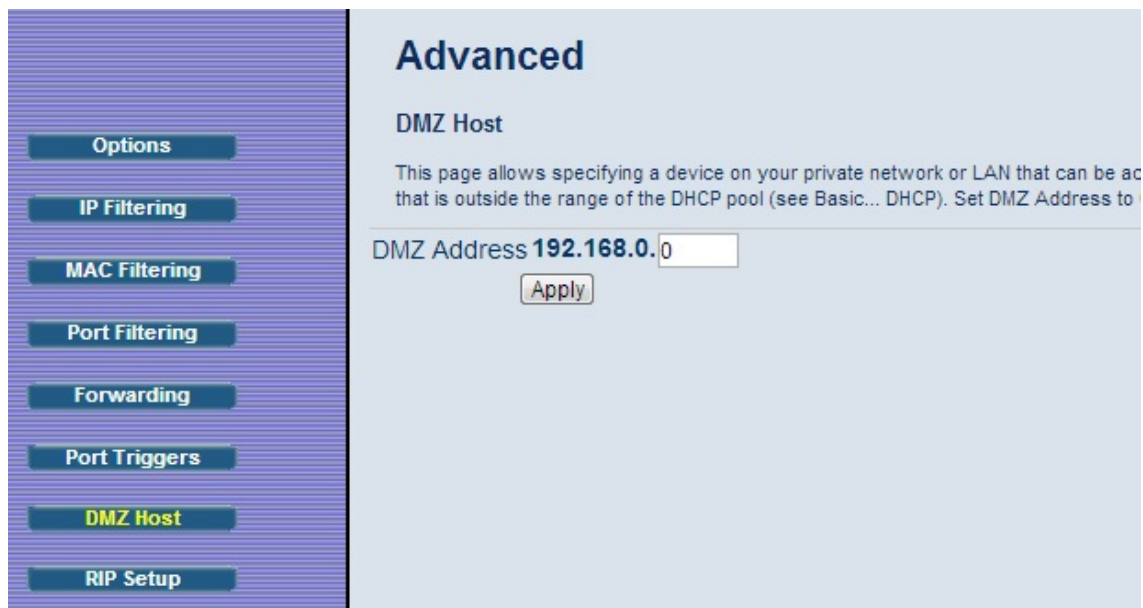 Options
IP Filtering
MAC Filtering
Port Filtering
Forwarding
Port Triggers
DMZ Host
RIP Setup
Advanced
DMZ Host
This page allows specifying a device on your private network or LAN that can be
that is outside the range of the DHCP pool (see Basic... DHCP). Set DMZ Address to
DMZ Address 192.168.0. 0
Apply